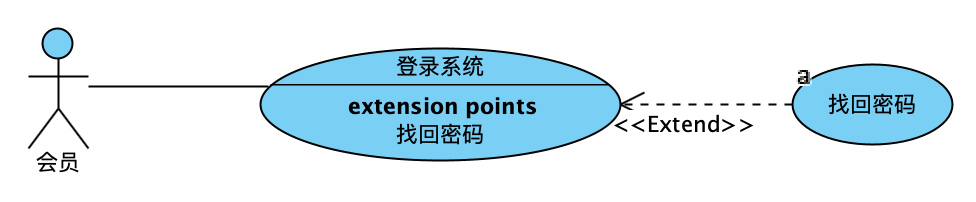 会员
登录系统
extension points
找回密码
<<Extend>>
a
找回密码